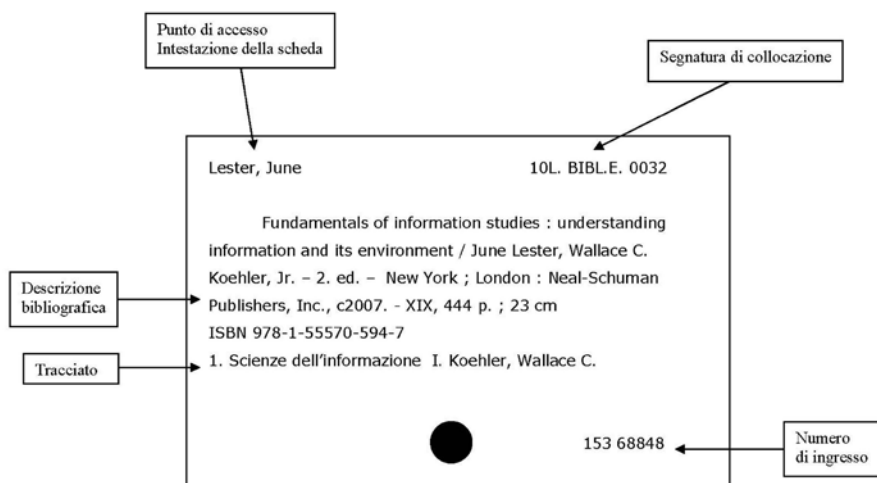 Punto di accesso
Intestazione della scheda
Segnatura di collocazione
Lester, June
10L. BIBL.E. 0032
Fundamentals of information studies : understanding
information and its environment / June Lester, Wallace C.
Koehler, Jr. – 2. ed. – New York ; London : Neal-Schuman
Publishers, Inc., c2007. - XIX, 444 p. ; 23 cm
ISBN 978-1-55570-594-7
1. Scienze dell'informazione I. Koehler, Wallace C.
Descrizione
bibliografica
Tracciato
153 68848
Numero
di ingresso